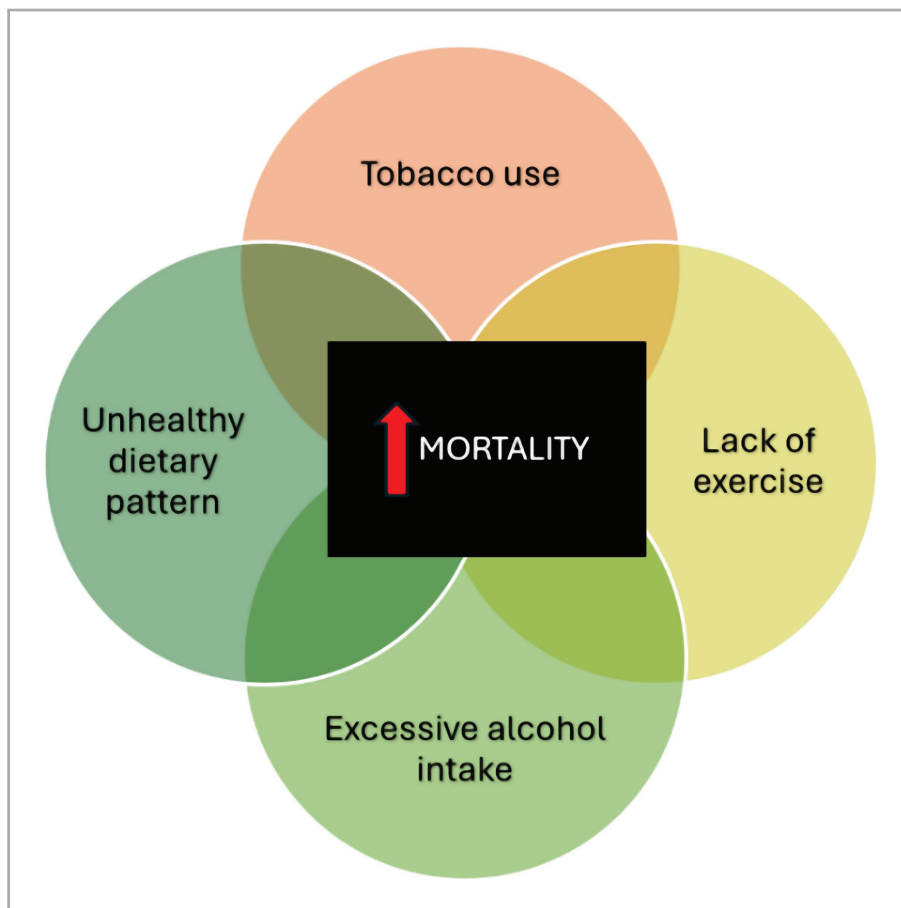 Tobacco use
Unhealthy
dietary
pattern
MORTALITY
Lack of
exercise
Excessive alcohol
intake